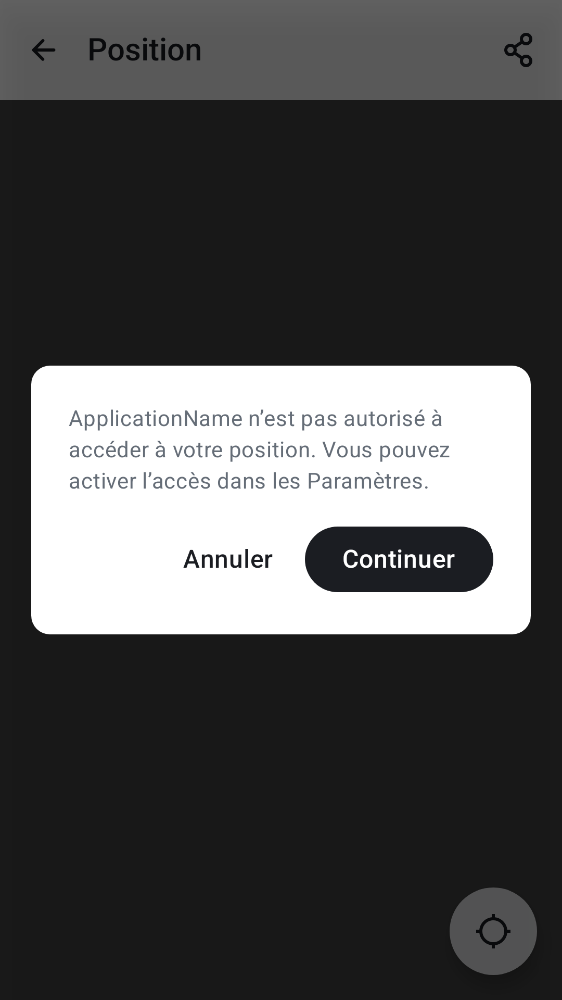 Position
ApplicationName n’est pas autorisé à
accéder à votre position. Vous pouvez
activer l’accès dans les Paramètres.
Annuler
Continuer